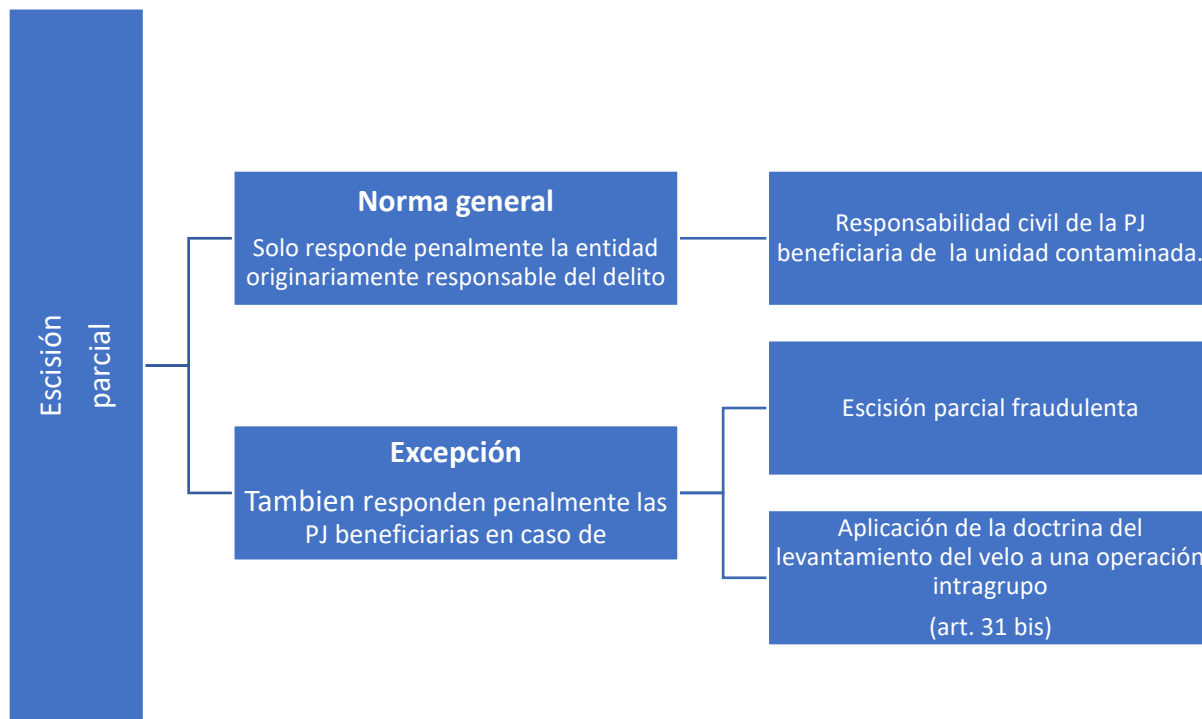 Escisión
parcial
Norma general
Solo responde penalmente la entidad
originariamente responsable del delito
Responsabilidad civil de la PJ
beneficiaria de la unidad contaminada.
Excepción
Tambien responden penalmente las
PJ beneficiarias en caso de
Escisión parcial fraudulenta
Aplicación de la doctrina del
levantamiento del velo a una operación
intragrupo
(art. 31 bis)